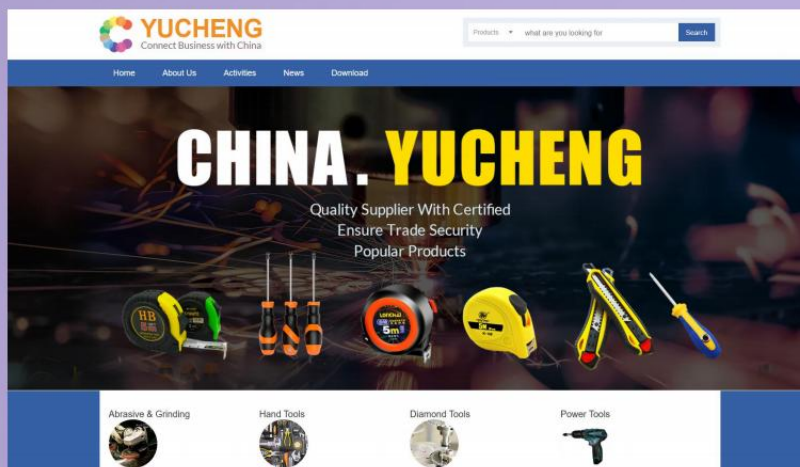 YUCHENG
Connect Business with China
Products
what are you looking for
Search
Home About Us Activities News Download
CHINA. YUCHENG
Quality Supplier With Certified
Ensure Trade Security
Popular Products
HB
5m
5M
Abrasive & Grinding Hand Tools Diamond Tools Power Tools